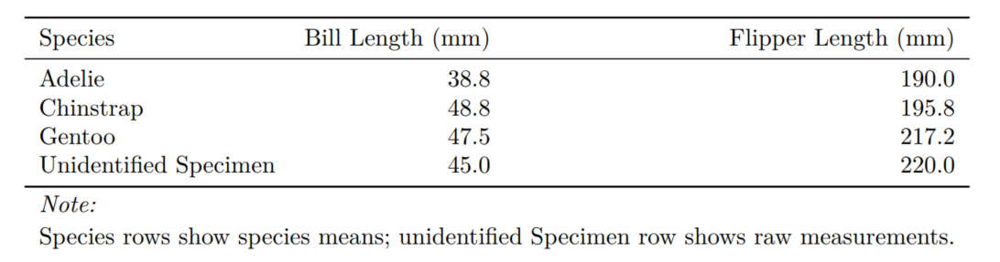 Species Bill Length (mm) Flipper Length (mm)
Adelie 38.8 190.0
Chinstrap 48.8 195.8
Gentoo 47.5 217.2
Unidentified Specimen 45.0 220.0
Note:
Species rows show species means; unidentified Specimen row shows raw measurements.